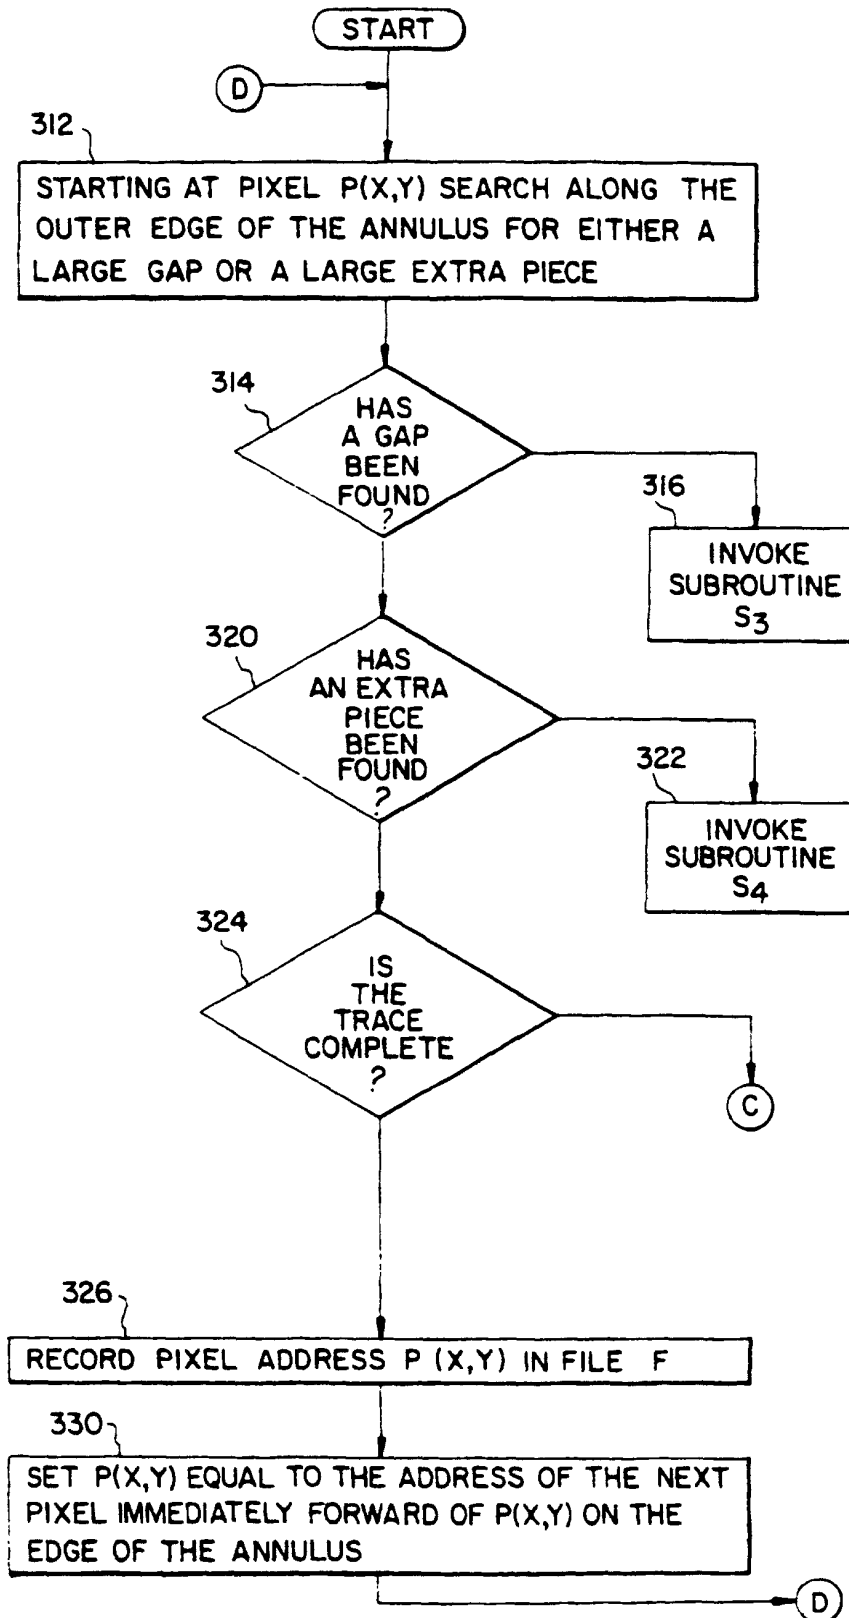 START
D
312
STARTING AT PIXEL P(X,Y) SEARCH ALONG THE
OUTER EDGE OF THE ANNULUS FOR EITHER A
LARGE GAP OR A LARGE EXTRA PIECE
314
HAS
A GAP
BEEN
FOUND
?
316
INVOKE
SUBROUTINE
S3
320
HAS
AN EXTRA
PIECE
BEEN
FOUND
?
322
INVOKE
SUBROUTINE
S4
324
IS
THE
TRACE
COMPLETE
?
C
326
RECORD PIXEL ADDRESS P (X,Y) IN FILE F
330
SET P(X,Y) EQUAL TO THE ADDRESS OF THE NEXT
PIXEL IMMEDIATELY FORWARD OF P(X,Y) ON THE
EDGE OF THE ANNULUS
D